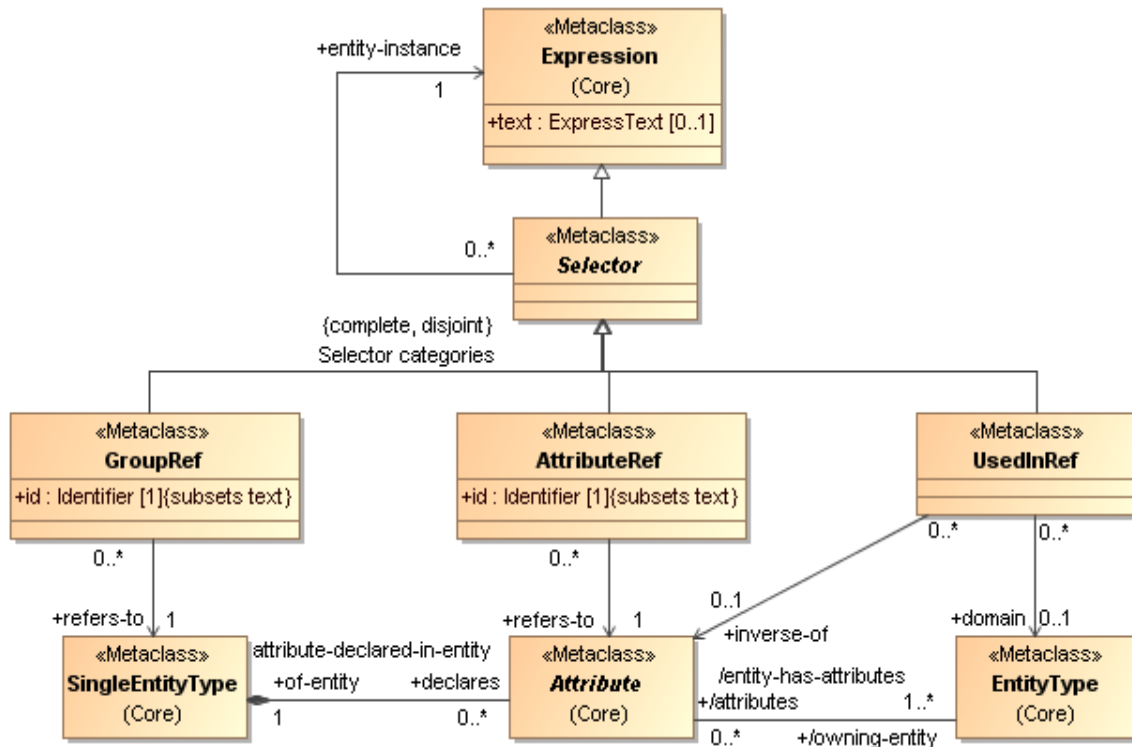 «Metaclass»
Expression
(Core)
+text : ExpressText [0..1]
+entity-instance
1
0..*
«Metaclass»
Selector
{complete, disjoint}
Selector categories
«Metaclass»
GroupRef
+id : Identifier [1]{subsets text}
«Metaclass»
AttributeRef
+id : Identifier [1]{subsets text}
«Metaclass»
UsedInRef
0..*
0..*
0..*
0..*
+refers-to
1
+refers-to
1
0..1
+inverse-of
+domain
0..1
«Metaclass»
SingleEntityType
(Core)
attribute-declared-in-entity
+of-entity
+declares
1
0..*
«Metaclass»
Attribute
(Core)
/entity-has-attributes
+/attributes
1..*
0..*
+/owning-entity
«Metaclass»
EntityType
(Core)